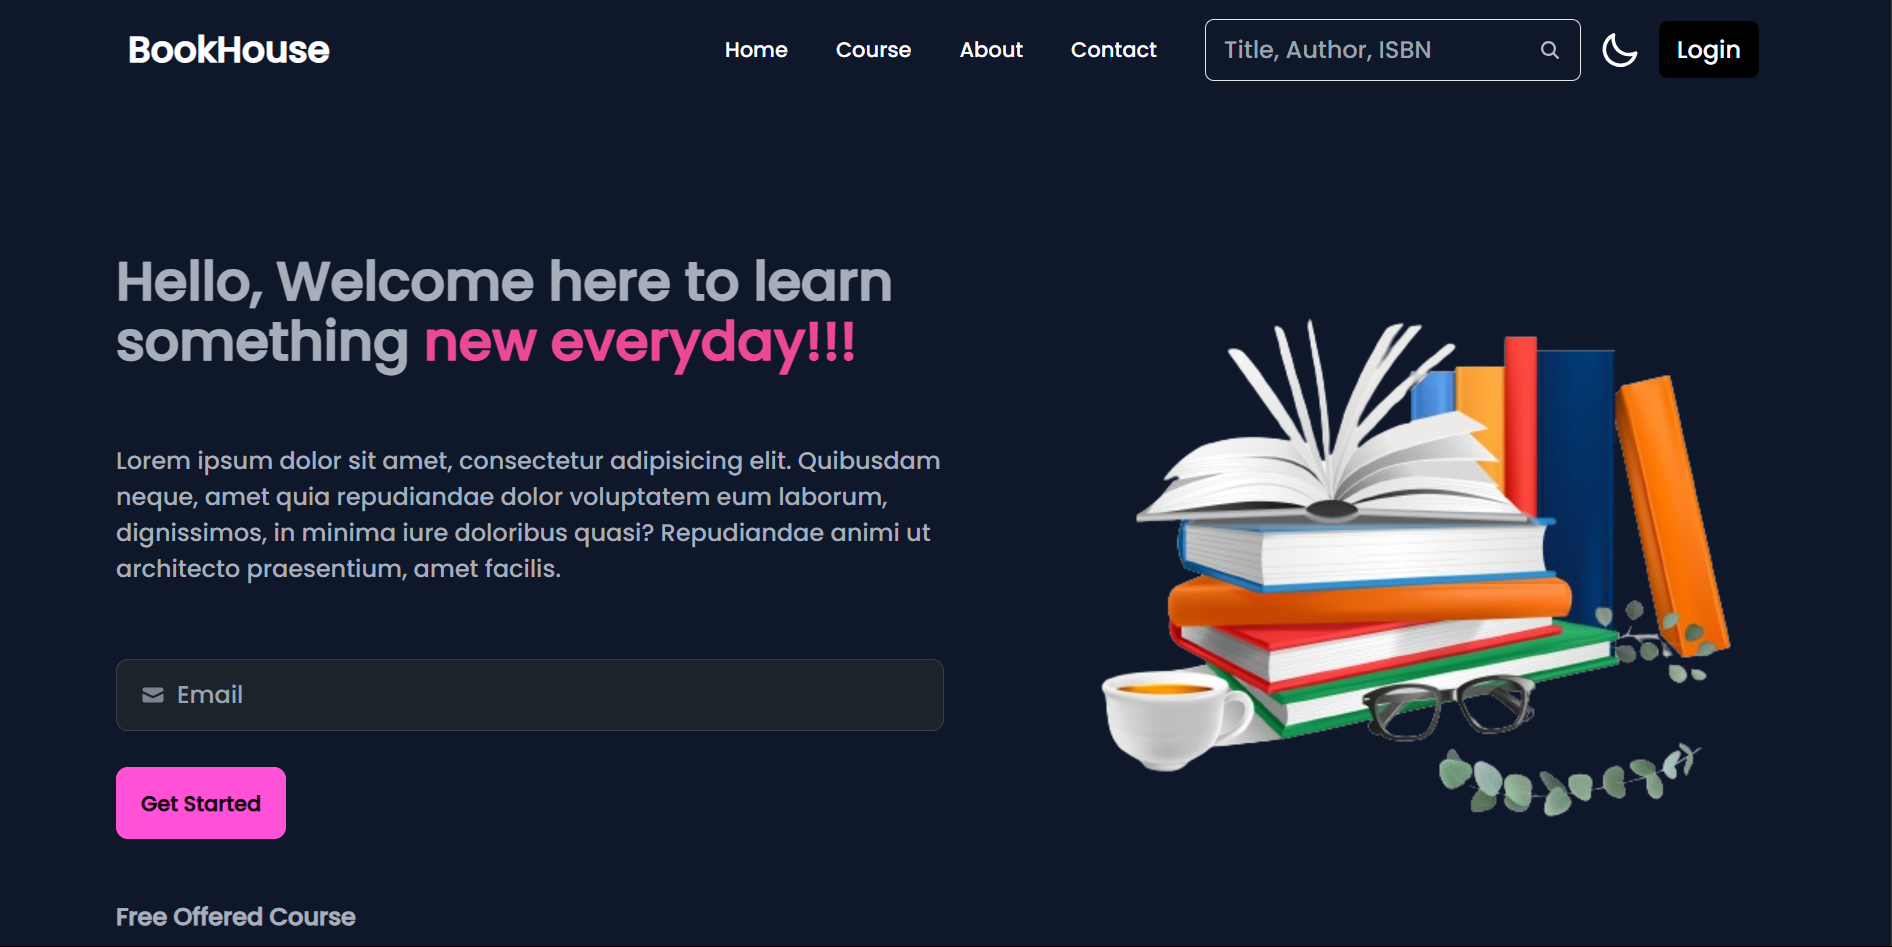 BookHouse
Home
Course
About
Contact
Title, Author, ISBN
Login
Hello, Welcome here to learn
something new everyday!!!
Lorem ipsum dolor sit amet, consectetur adipisicing elit. Quibusdam
neque, amet quia repudiandae dolor voluptatem eum laborum,
dignissimos, in minima iure doloribus quasi? Repudiandae animi ut
architecto praesentium, amet facilis.
Email
Get Started
Free Offered Course